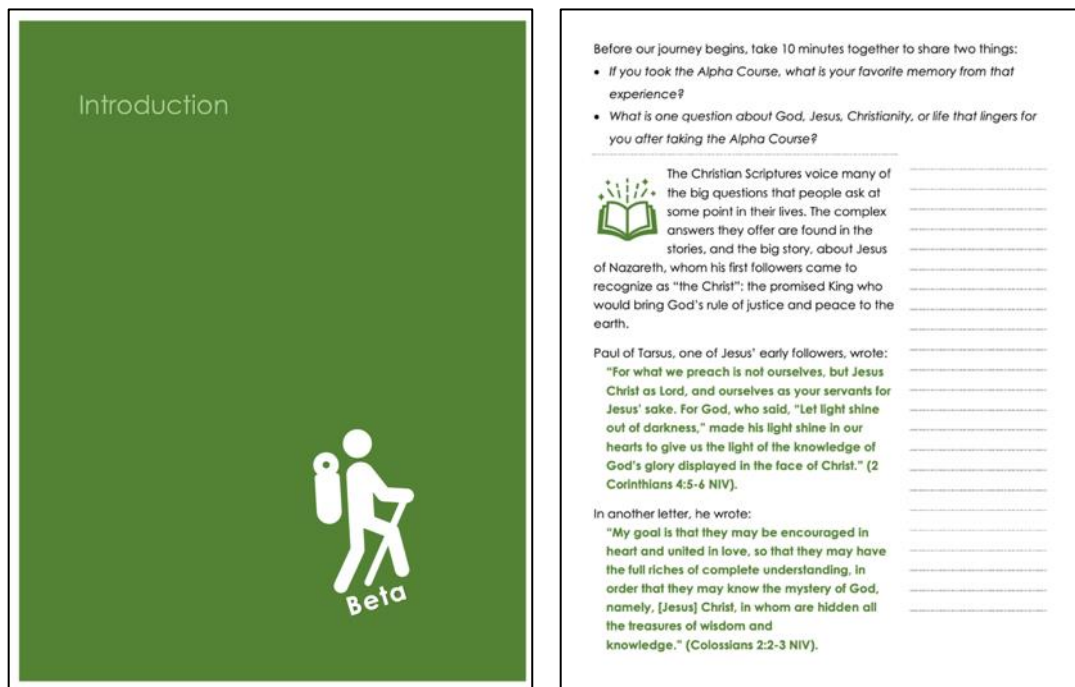 Introduction
Beta
Before our journey begins, take 10 minutes together to share two things:
• If you took the Alpha Course, what is your favorite memory from that
experience?
• What is one question about God, Jesus, Christianity, or life that lingers for
you after taking the Alpha Course?
The Christian Scriptures voice many of
the big questions that people ask at
some point in their lives. The complex
answers they offer are found in the
stories, and the big story, about Jesus
of Nazareth, whom his first followers came to
recognize as “the Christ”: the promised King who
would bring God’s rule of justice and peace to the
earth.
Paul of Tarsus, one of Jesus’ early followers, wrote:
“For what we preach is not ourselves, but Jesus
Christ as Lord, and ourselves as your servants for
Jesus’ sake. For God, who said, “Let light shine
out of darkness,” made his light shine in our
hearts to give us the light of the knowledge of
God’s glory displayed in the face of Christ.” (2
Corinthians 4:5-6 NIV).
In another letter, he wrote:
“My goal is that they may be encouraged in
heart and united in love, so that they may have
the full riches of complete understanding, in
order that they may know the mystery of God,
namely, [Jesus] Christ, in whom are hidden all
the treasures of wisdom and
knowledge.” (Colossians 2:2-3 NIV).